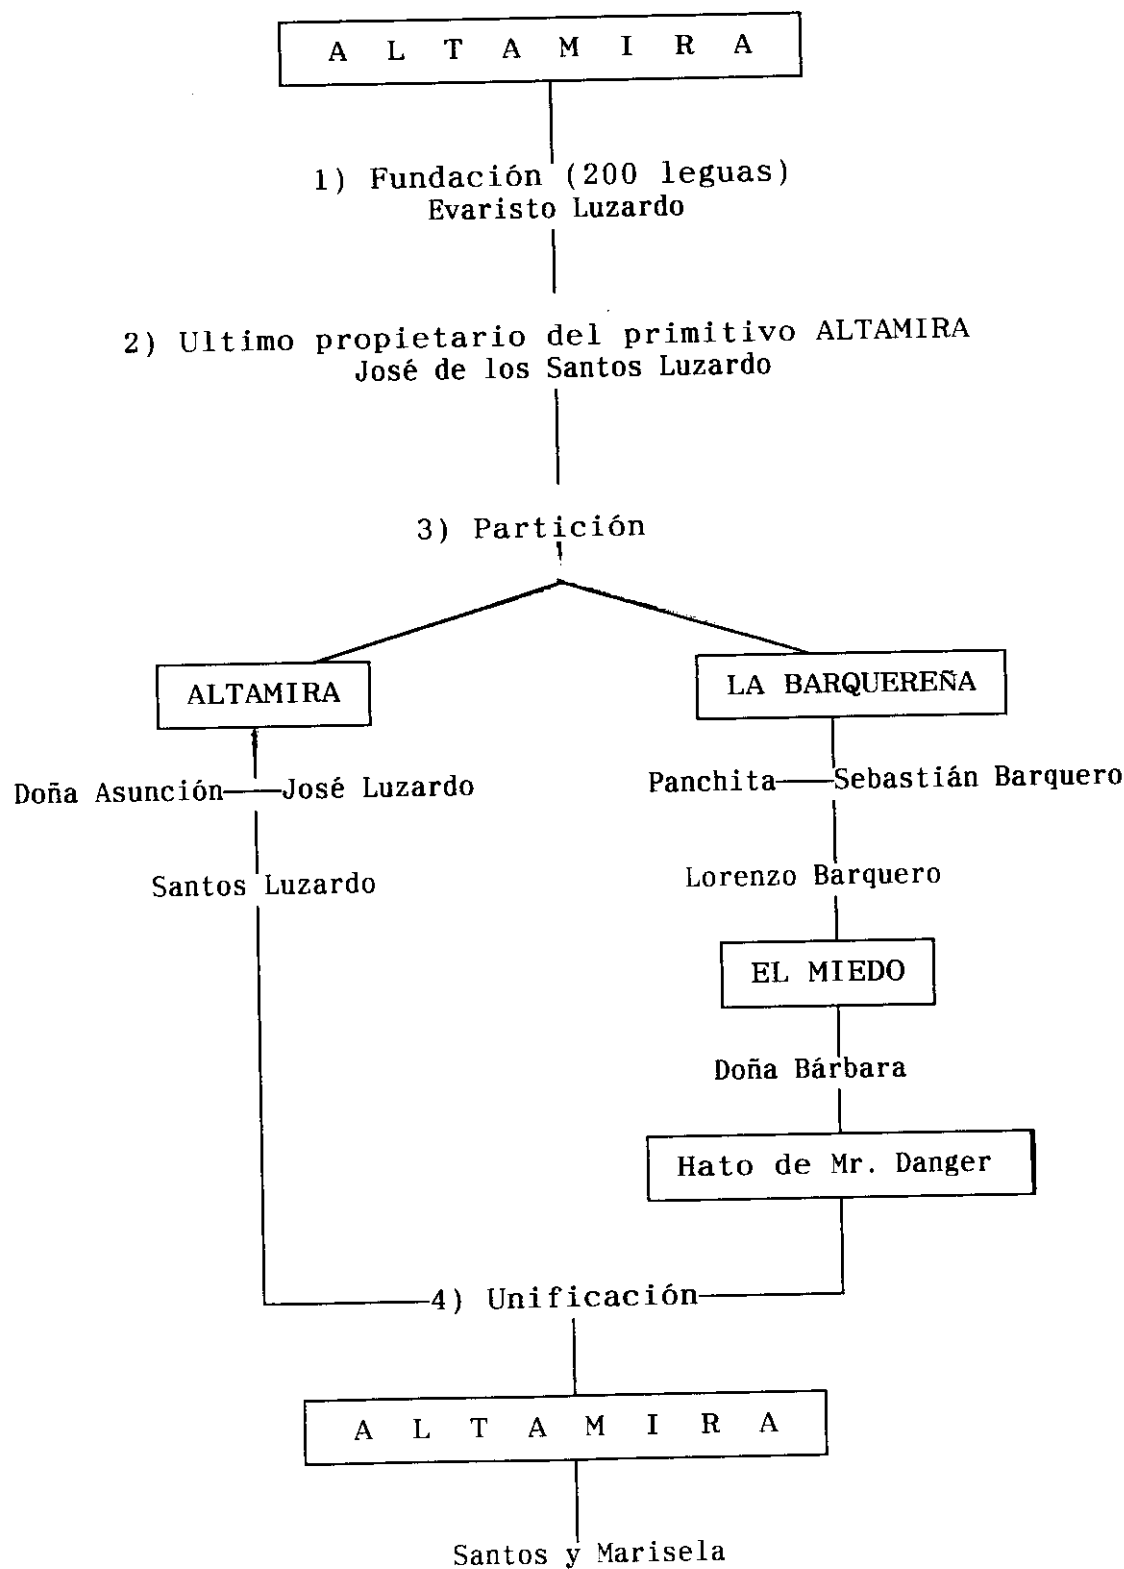 A L T A M I R A
1) Fundación (200 leguas)
Evaristo Luzardo
2) Ultimo propietario del primitivo ALTAMIRA
José de los Santos Luzardo
3) Partición
ALTAMIRA
LA BARQUEREÑA
Doña Asunción—José Luzardo
Panchita—Sebastián Barquero
Santos Luzardo
Lorenzo Barquero
EL MIEDO
Doña Bárbara
Hato de Mr. Danger
4) Unificación
A L T A M I R A
Santos y Marisela